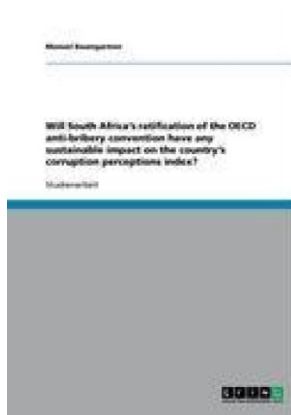 Manuel Baumgartner
Will South Africa's ratification of the OECD
anti-bribery convention have any
sustainable impact on the country's
corruption perceptions index?
Studienarbeit
GRIN